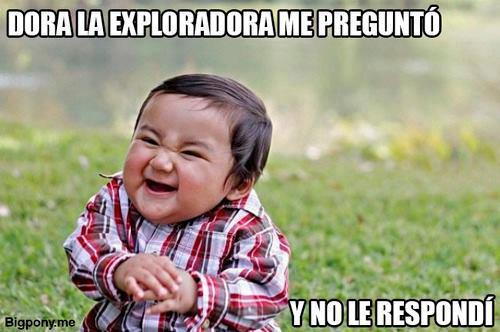 DORA LA EXPLORADORA ME PREGUNTÓ
Y NO LE RESPONDÍ
Bigpony.me